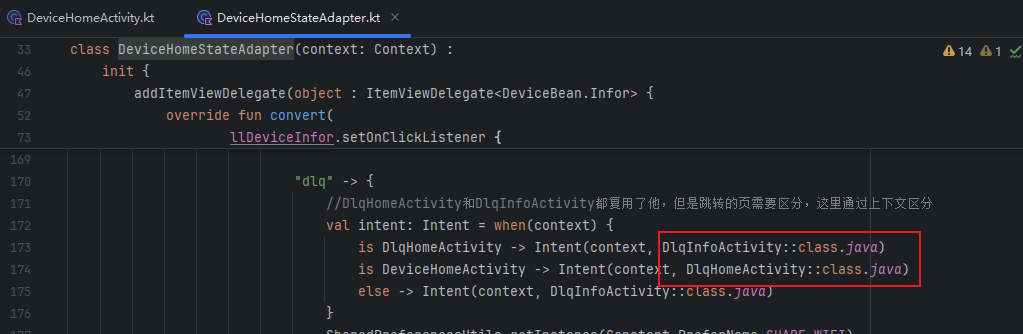 DeviceHomeActivity.kt DeviceHomeStateAdapter.kt ×
33 class DeviceHomeStateAdapter(context: Context) : 14 1
46 init {
47 addItemViewDelegate(object : ItemViewDelegate<DeviceBean.Infor> {
52 override fun convert(
73 llDeviceInfor.setOnClickListener {
169
170 "dlq" -> {
171 //DlqHomeActivity和DlqInfoActivity都复用了他，但是跳转的页需要区分，这里通过上下文区分
172 val intent: Intent = when(context) {
173 is DlqHomeActivity -> Intent(context, DlqInfoActivity::class.java)
174 is DeviceHomeActivity -> Intent(context, DlqHomeActivity::class.java)
175 else -> Intent(context, DlqInfoActivity::class.java)
176 }
SharedPreferencesUtils.getInstance(Constant.PreferName.SHARE_WIFI)